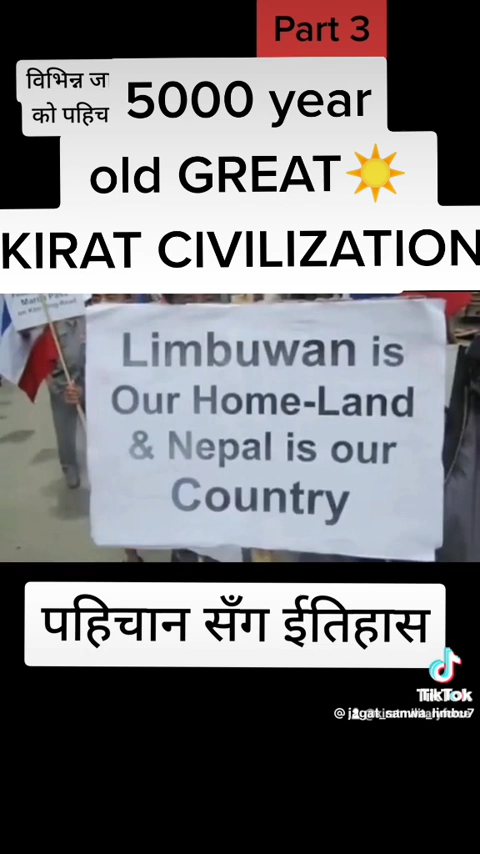 Part 3
विभिन्न ज
को पहिच
5000 year
old GREAT☀️
KIRAT CIVILIZATION
Limbuwan is
Our Home-Land
& Nepal is our
Country
पहिचान सँग ईतिहास
TikTok